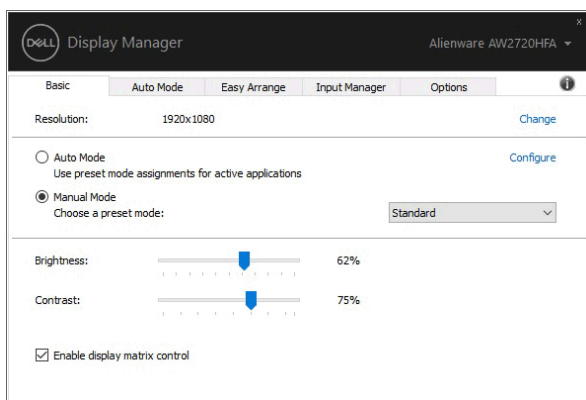 x
DELL Display Manager Alienware AW2720HFA
Basic Auto Mode Easy Arrange Input Manager Options i
Resolution: 1920x1080 Change
Auto Mode Configure
Use preset mode assignments for active applications
Manual Mode
Choose a preset mode: Standard
Brightness: 62%
Contrast: 75%
Enable display matrix control